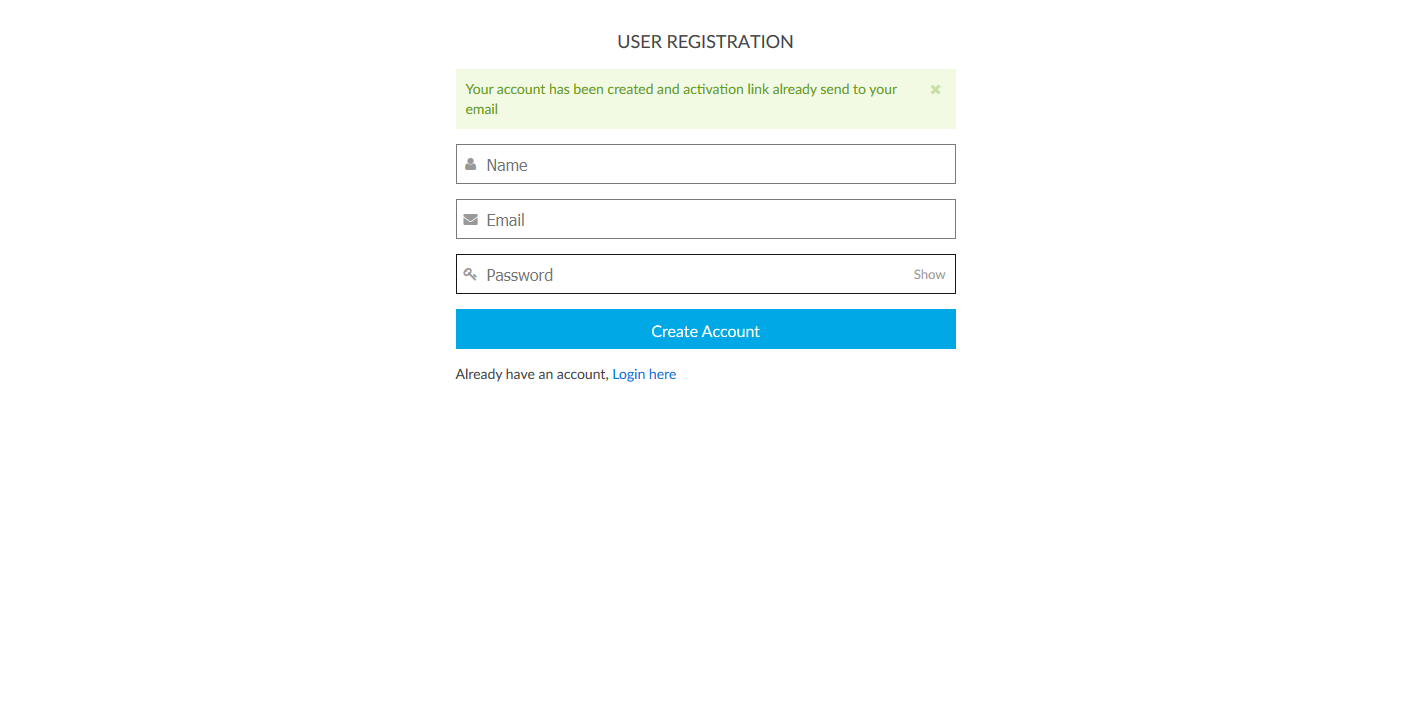 USER REGISTRATION
Your account has been created and activation link already send to your
email
Name
Email
Password
Show
Create Account
Already have an account, Login here